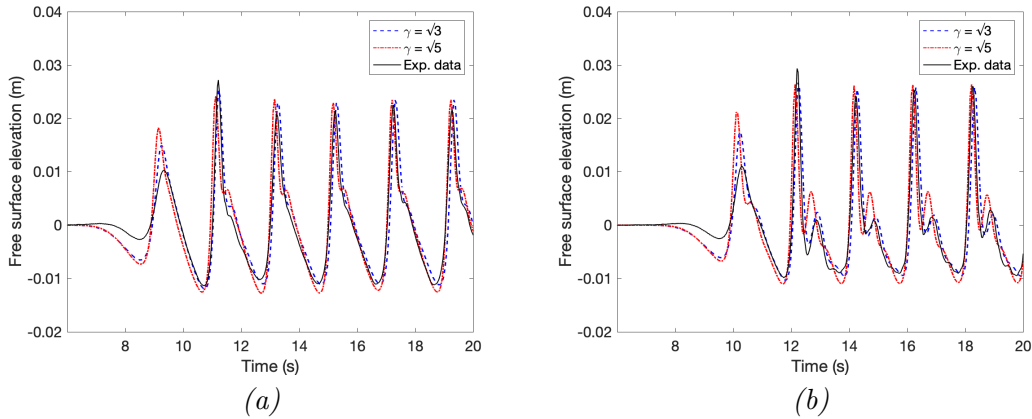 0.04
0.03
0.02
0.01
0
-0.01
-0.02
Free surface elevation (m)
γ = √3
γ = √5
Exp. data
8 10 12 14 16 18 20
Time (s)
(a)
0.04
0.03
0.02
0.01
0
-0.01
-0.02
Free surface elevation (m)
γ = √3
γ = √5
Exp. data
8 10 12 14 16 18 20
Time (s)
(b)